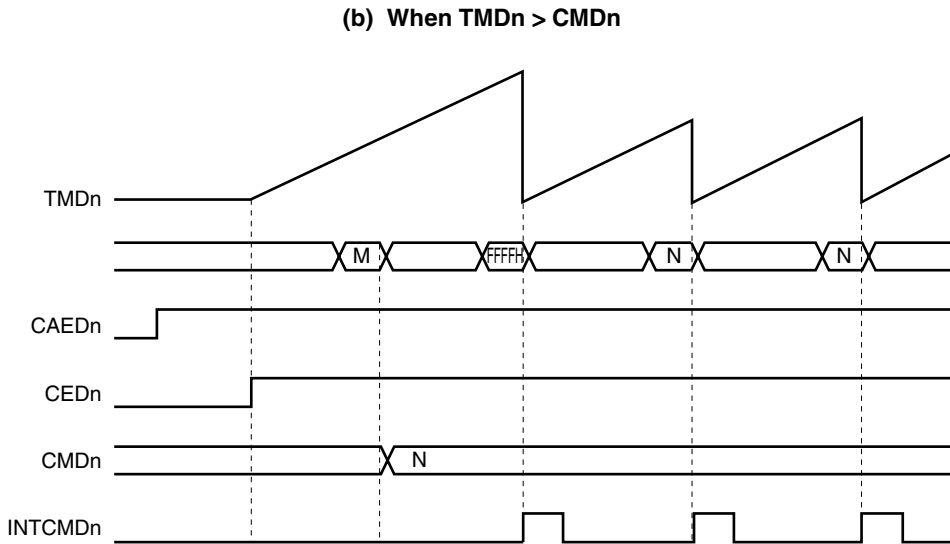 (b) When TMDn > CMDn
TMDn
M FFFFH N N
CAEDn
CEDn
CMDn N
INTCMDn